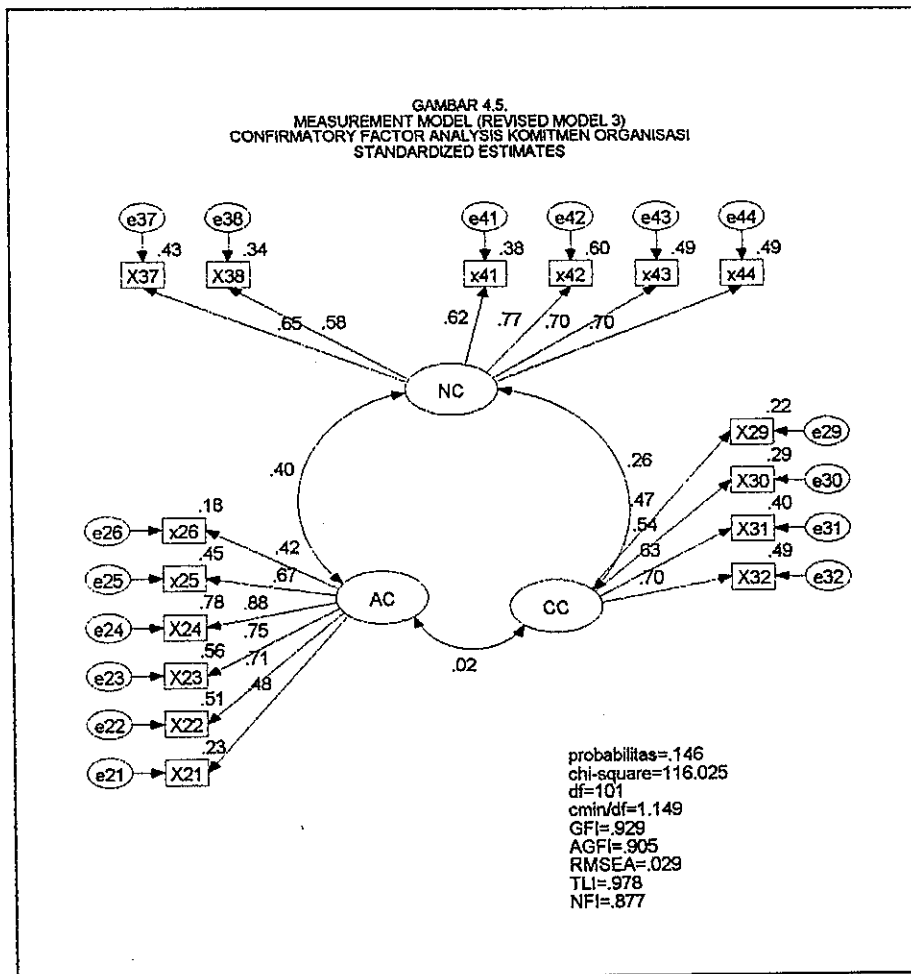 GAMBAR 4.5.
MEASUREMENT MODEL (REVISED MODEL 3)
CONFIRMATORY FACTOR ANALYSIS KOMITMEN ORGANISASI
STANDARDIZED ESTIMATES
e37 e38 e41 e42 e43 e44
.43 .34 .38 .60 .49 .49
X37 X38 x41 x42 x43 x44
.65 .58 .62 .77 .70 .70
NC
.40 .26
.22
X29 e29
.29
.47
X30 e30
.40
.54
X31 e31
.49
.63
X32 e32
.70
CC
.18
e26 x26
.42
.45
e25 x25
.67
.78
e24 X24
.88
.56
e23 X23
.75
.51
e22 X22
.71
.23
e21 X21
.48
AC
.02
probabilitas=.146
chi-square=116.025
df=101
cmin/df=1.149
GFI=.929
AGFI=.905
RMSEA=.029
TLI=.978
NFI=.877